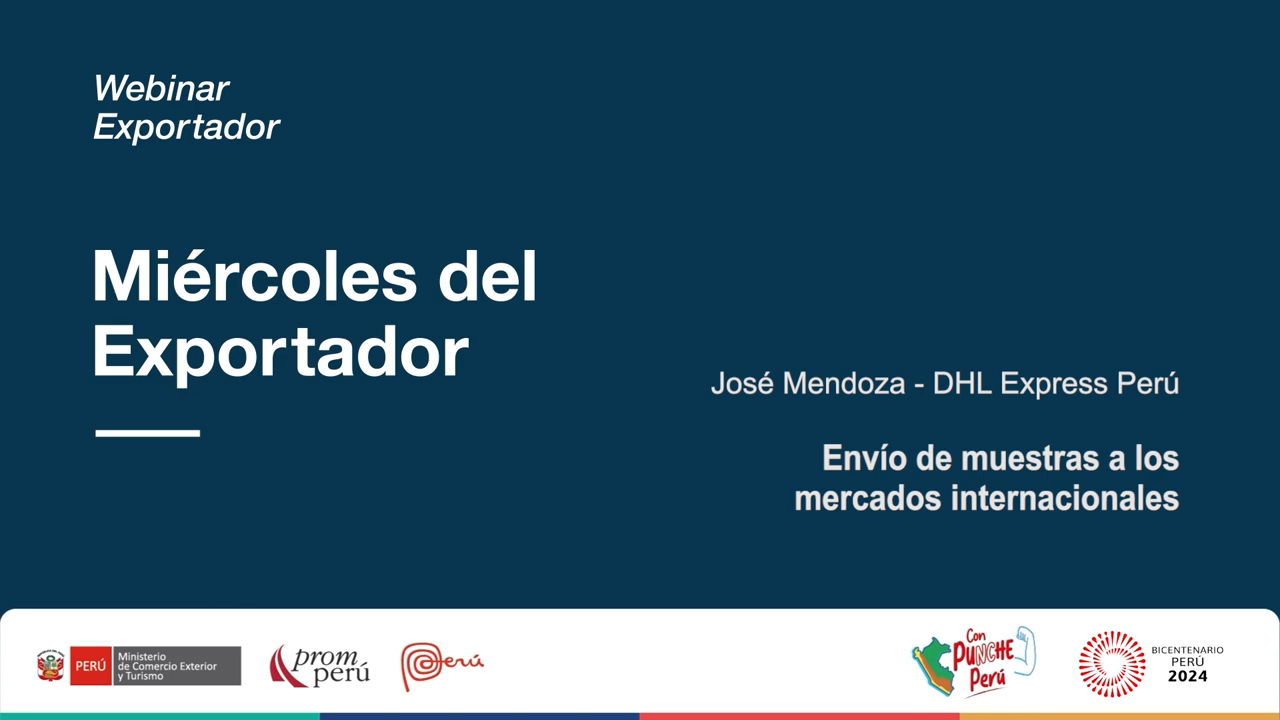 Webinar
Exportador
Miércoles del
Exportador
José Mendoza - DHL Express Perú
Envío de muestras a los
mercados internacionales
PERÚ
Ministerio
de Comercio Exterior
y Turismo
prom
perú
Perú
Con
PUNCHE
Perú
BICENTENARIO
PERÚ
2024